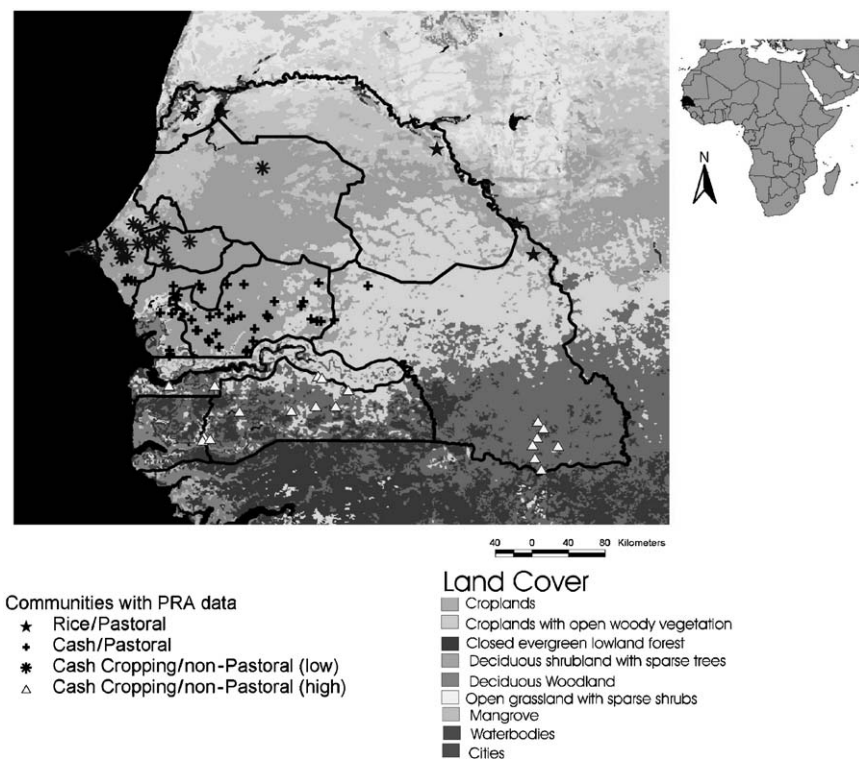 N
40 0 40 80 Kilometers
Communities with PRA data
Rice/Pastoral
Cash/Pastoral
Cash Cropping/non-Pastoral (low)
Cash Cropping/non-Pastoral (high)
Land Cover
Croplands
Croplands with open woody vegetation
Closed evergreen lowland forest
Deciduous shrubland with sparse trees
Deciduous Woodland
Open grassland with sparse shrubs
Mangrove
Waterbodies
Cities